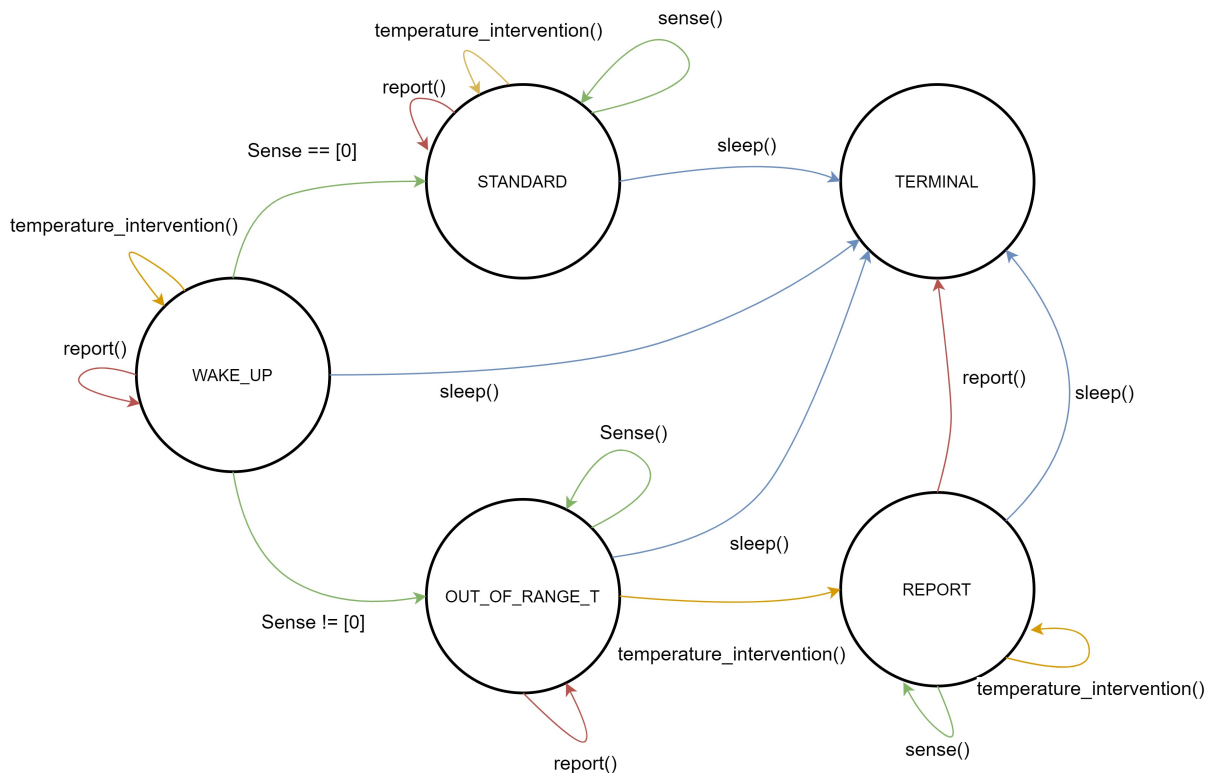 sense()
temperature_intervention()
report()
sleep()
Sense == [0]
STANDARD
TERMINAL
temperature_intervention()
report()
WAKE_UP
sleep()
report()
sleep()
Sense()
sleep()
REPORT
OUT_OF_RANGE_T
Sense != [0]
temperature_intervention()
temperature_intervention()
sense()
report()